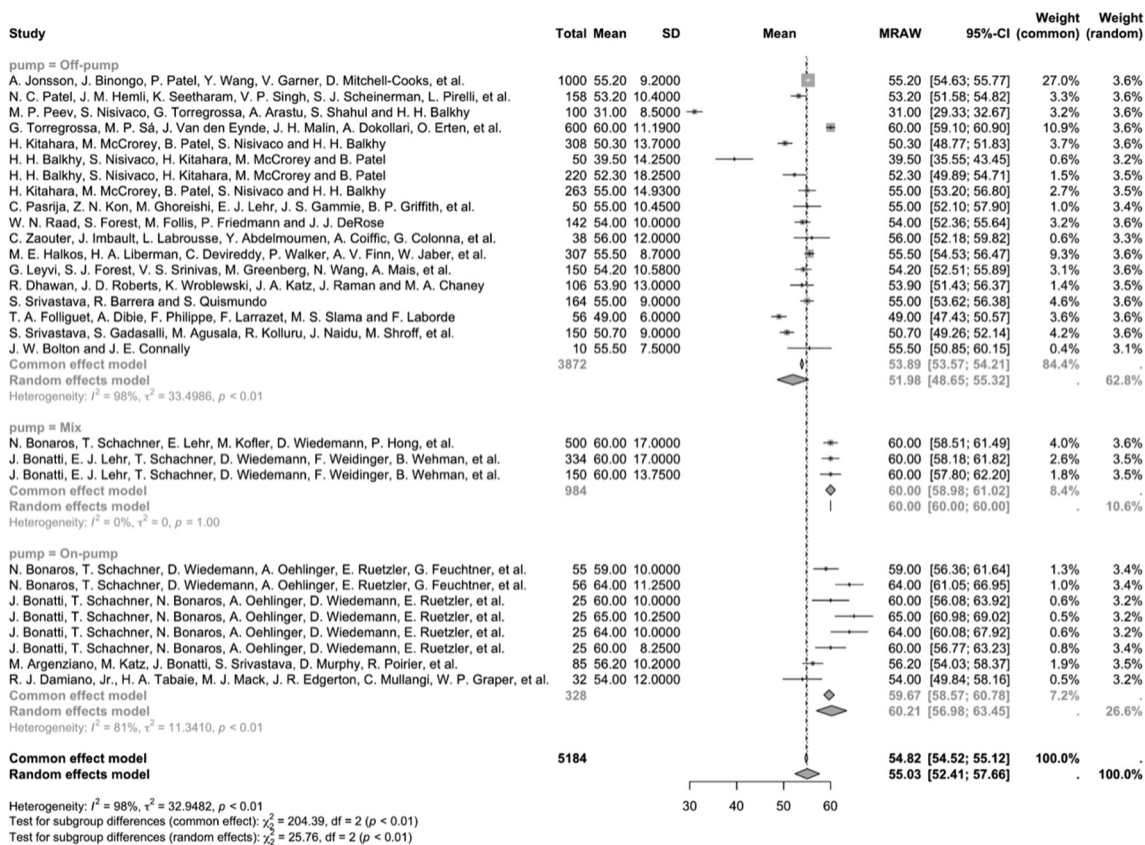 Study Total Mean SD Mean MRAW 95%-CI Weight (common) Weight (random)
pump = Off-pump
A. Jonsson, J. Binongo, P. Patel, Y. Wang, V. Garner, D. Mitchell-Cooks, et al. 1000 55.20 9.2000 55.20 [54.63; 55.77] 27.0% 3.6%
N. C. Patel, J. M. Hemli, K. Seetharam, V. P. Singh, S. J. Scheinerman, L. Pirelli, et al. 158 53.20 10.4000 53.20 [51.58; 54.82] 3.3% 3.6%
M. P. Peev, S. Nisivaco, G. Torregrossa, A. Arastu, S. Shahul and H. H. Balkhy 100 31.00 8.5000 31.00 [29.33; 32.67] 3.2% 3.6%
G. Torregrossa, M. P. Sá, J. Van den Eynde, J. H. Malin, A. Dokollari, O. Erten, et al. 600 60.00 11.1900 60.00 [59.10; 60.90] 10.9% 3.6%
H. Kitahara, M. McCrorey, B. Patel, S. Nisivaco and H. H. Balkhy 308 50.30 13.7000 50.30 [48.77; 51.83] 3.7% 3.6%
H. H. Balkhy, S. Nisivaco, H. Kitahara, M. McCrorey and B. Patel 50 39.50 14.2500 39.50 [35.55; 43.45] 0.6% 3.2%
H. H. Balkhy, S. Nisivaco, H. Kitahara, M. McCrorey and B. Patel 220 52.30 18.2500 52.30 [49.89; 54.71] 1.5% 3.5%
H. Kitahara, M. McCrorey, B. Patel, S. Nisivaco and H. H. Balkhy 263 55.00 14.9300 55.00 [53.20; 56.80] 2.7% 3.6%
C. Pasrija, Z. N. Kon, M. Ghoreishi, E. J. Lehr, J. S. Gammie, B. P. Griffith, et al. 50 55.00 10.4500 55.00 [52.10; 57.90] 1.0% 3.4%
W. N. Raad, S. Forest, M. Follis, P. Friedmann and J. J. DeRose 142 54.00 10.0000 54.00 [52.36; 55.64] 3.2% 3.6%
C. Zaouter, J. Imbault, L. Labrousse, Y. Abdelmoumen, A. Coiffic, G. Colonna, et al. 38 56.00 12.0000 56.00 [52.18; 59.82] 0.6% 3.3%
M. E. Halkos, H. A. Liberman, C. Devireddy, P. Walker, A. V. Finn, W. Jaber, et al. 307 55.50 8.7000 55.50 [54.53; 56.47] 9.3% 3.6%
G. Leyvi, S. J. Forest, V. S. Srinivas, M. Greenberg, N. Wang, A. Mais, et al. 150 54.20 10.5800 54.20 [52.51; 55.89] 3.1% 3.6%
R. Dhawan, J. D. Roberts, K. Wroblewski, J. A. Katz, J. Raman and M. A. Chaney 106 53.90 13.0000 53.90 [51.43; 56.37] 1.4% 3.5%
S. Srivastava, R. Barrera and S. Quismundo 164 55.00 9.0000 55.00 [53.62; 56.38] 4.6% 3.6%
T. A. Folliguet, A. Dibie, F. Philippe, F. Larrazet, M. S. Slama and F. Laborde 56 49.00 6.0000 49.00 [47.43; 50.57] 3.6% 3.6%
S. Srivastava, S. Gadasalli, M. Agusala, R. Kolluru, J. Naidu, M. Shroff, et al. 150 50.70 9.0000 50.70 [49.26; 52.14] 4.2% 3.6%
J. W. Bolton and J. E. Connally 10 55.50 7.5000 55.50 [50.85; 60.15] 0.4% 3.1%
Common effect model 3872 53.89 [53.57; 54.21] 84.4% .
Random effects model 51.98 [48.65; 55.32] . 62.8%
Heterogeneity: I² = 98%, τ² = 33.4986, p < 0.01
pump = Mix
N. Bonaros, T. Schachner, E. Lehr, M. Kofler, D. Wiedemann, P. Hong, et al. 500 60.00 17.0000 60.00 [58.51; 61.49] 4.0% 3.6%
J. Bonatti, E. J. Lehr, T. Schachner, D. Wiedemann, F. Weidinger, B. Wehman, et al. 334 60.00 17.0000 60.00 [58.18; 61.82] 2.6% 3.5%
J. Bonatti, E. J. Lehr, T. Schachner, D. Wiedemann, F. Weidinger, B. Wehman, et al. 150 60.00 13.7500 60.00 [57.80; 62.20] 1.8% 3.5%
Common effect model 984 60.00 [58.98; 61.02] 8.4% .
Random effects model 60.00 [60.00; 60.00] . 10.6%
Heterogeneity: I² = 0%, τ² = 0, p = 1.00
pump = On-pump
N. Bonaros, T. Schachner, D. Wiedemann, A. Oehlinger, E. Ruetzler, G. Feuchtner, et al. 55 59.00 10.0000 59.00 [56.36; 61.64] 1.3% 3.4%
N. Bonaros, T. Schachner, D. Wiedemann, A. Oehlinger, E. Ruetzler, G. Feuchtner, et al. 56 64.00 11.2500 64.00 [61.05; 66.95] 1.0% 3.4%
J. Bonatti, T. Schachner, N. Bonaros, A. Oehlinger, D. Wiedemann, E. Ruetzler, et al. 25 60.00 10.0000 60.00 [56.08; 63.92] 0.6% 3.2%
J. Bonatti, T. Schachner, N. Bonaros, A. Oehlinger, D. Wiedemann, E. Ruetzler, et al. 25 65.00 10.2500 65.00 [60.98; 69.02] 0.5% 3.2%
J. Bonatti, T. Schachner, N. Bonaros, A. Oehlinger, D. Wiedemann, E. Ruetzler, et al. 25 64.00 10.0000 64.00 [60.08; 67.92] 0.6% 3.2%
J. Bonatti, T. Schachner, N. Bonaros, A. Oehlinger, D. Wiedemann, E. Ruetzler, et al. 25 60.00 8.2500 60.00 [56.77; 63.23] 0.8% 3.4%
M. Argenziano, M. Katz, J. Bonatti, S. Srivastava, D. Murphy, R. Poirier, et al. 85 56.20 10.2000 56.20 [54.03; 58.37] 1.9% 3.5%
R. J. Damiano, Jr., H. A. Tabaie, M. J. Mack, J. R. Edgerton, C. Mullangi, W. P. Graper, et al. 32 54.00 12.0000 54.00 [49.84; 58.16] 0.5% 3.2%
Common effect model 328 59.67 [58.57; 60.78] 7.2% .
Random effects model 60.21 [56.98; 63.45] . 26.6%
Heterogeneity: I² = 81%, τ² = 11.3410, p < 0.01
Common effect model 5184 54.82 [54.52; 55.12] 100.0% .
Random effects model 55.03 [52.41; 57.66] . 100.0%
30 40 50 60
Heterogeneity: I² = 98%, τ² = 32.9482, p < 0.01
Test for subgroup differences (common effect): χ²₂ = 204.39, df = 2 (p < 0.01)
Test for subgroup differences (random effects): χ²₂ = 25.76, df = 2 (p < 0.01)